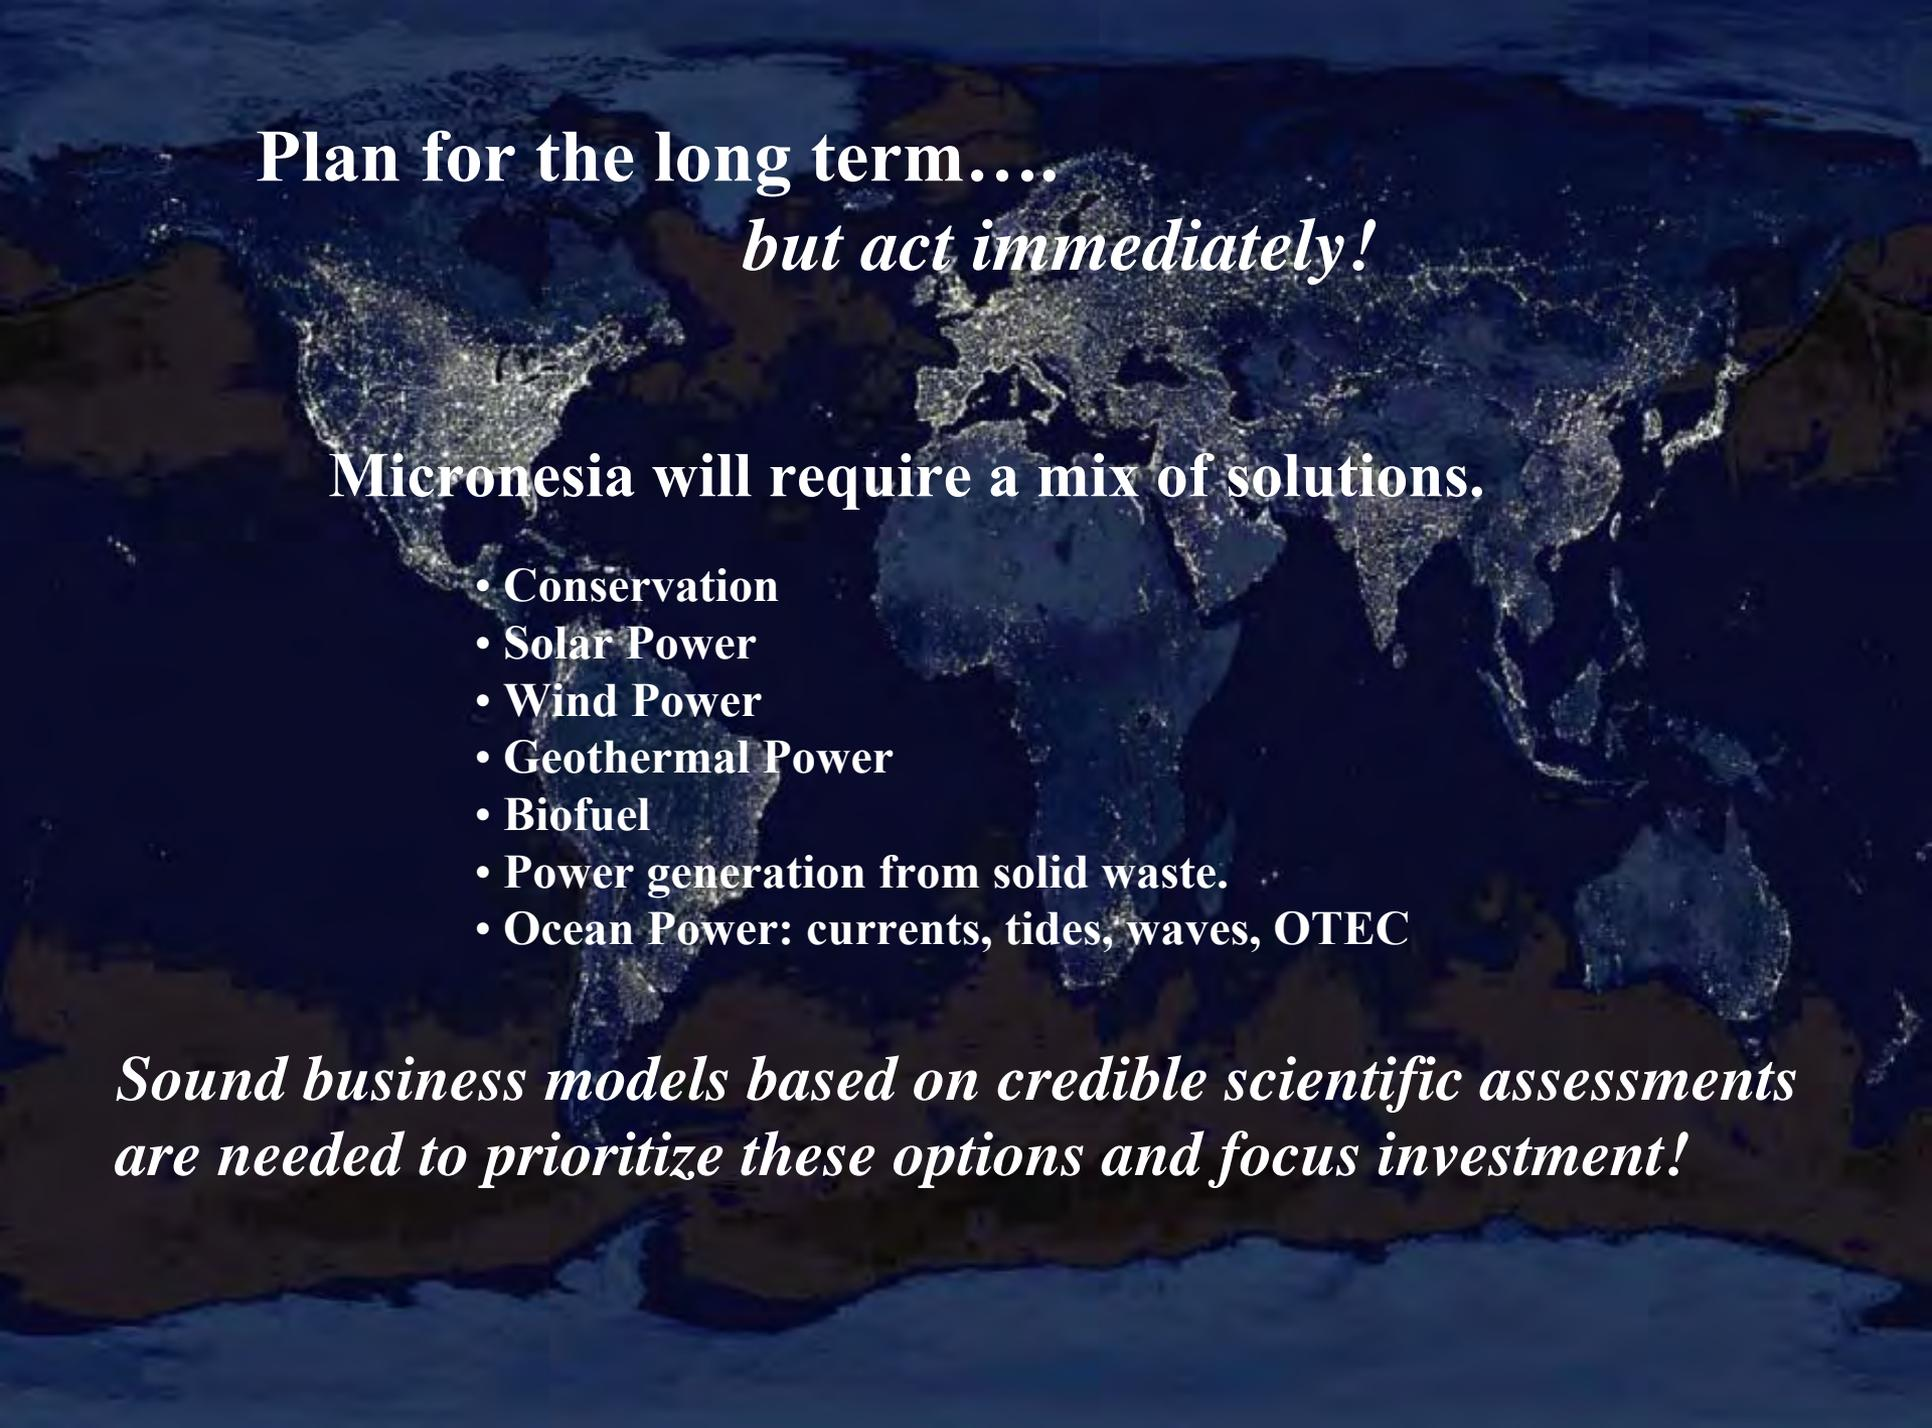 Plan for the long term….
but act immediately!
Micronesia will require a mix of solutions.
• Conservation
• Solar Power
• Wind Power
• Geothermal Power
• Biofuel
• Power generation from solid waste.
• Ocean Power: currents, tides, waves, OTEC
Sound business models based on credible scientific assessments
are needed to prioritize these options and focus investment!